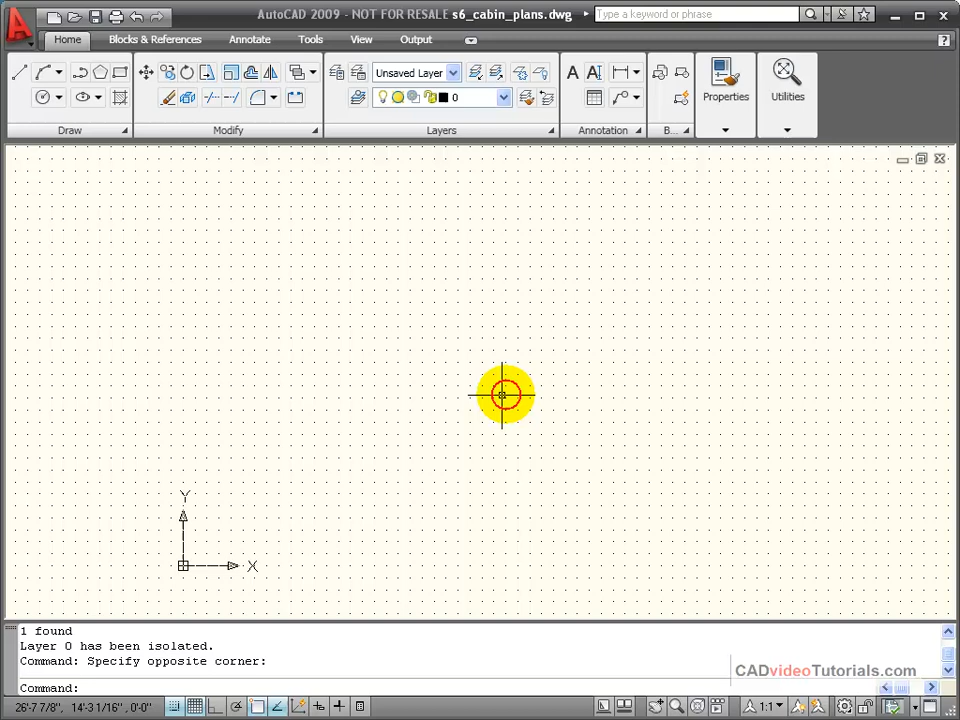 AutoCAD 2009 - NOT FOR RESALE s6_cabin_plans.dwg
Type a keyword or phrase
Home Blocks & References Annotate Tools View Output
Unsaved Layer
0
A A
Properties
Utilities
Draw Modify Layers Annotation B...
Y
X
1 found
Layer 0 has been isolated.
Command: Specify opposite corner:
Command:
CADvideoTutorials.com
26'-7 7/8", 14'-3 1/16", 0'-0"
1:1